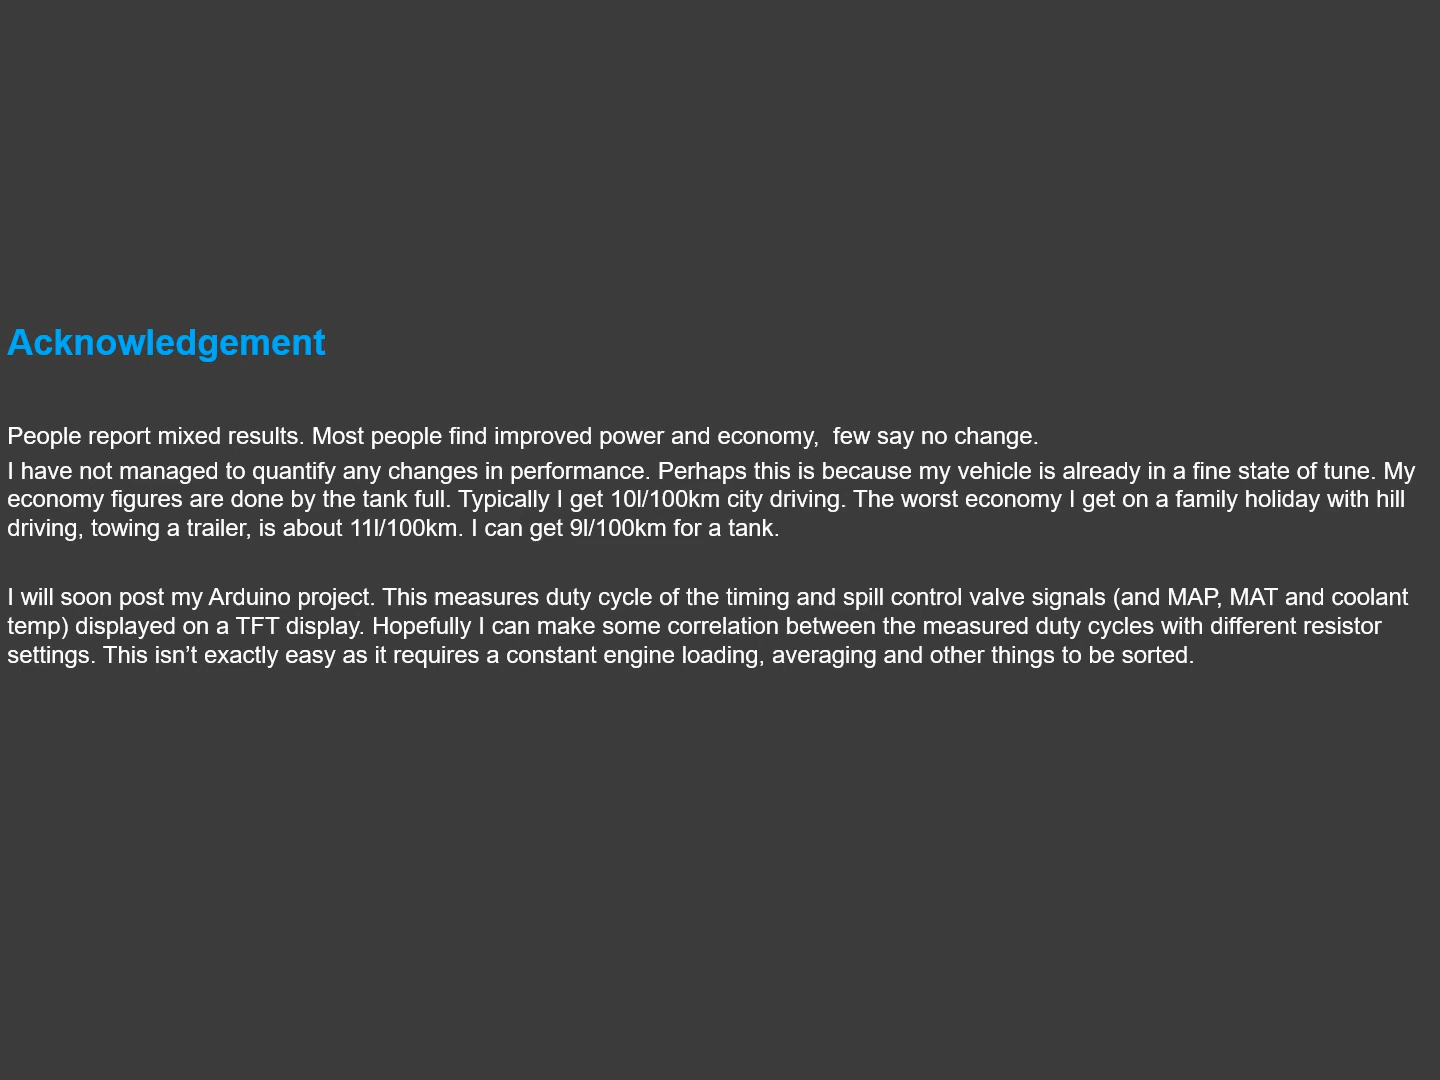 Acknowledgement
People report mixed results. Most people find improved power and economy,  few say no change.
I have not managed to quantify any changes in performance. Perhaps this is because my vehicle is already in a fine state of tune. My
economy figures are done by the tank full. Typically I get 10l/100km city driving. The worst economy I get on a family holiday with hill
driving, towing a trailer, is about 11l/100km. I can get 9l/100km for a tank.
I will soon post my Arduino project. This measures duty cycle of the timing and spill control valve signals (and MAP, MAT and coolant
temp) displayed on a TFT display. Hopefully I can make some correlation between the measured duty cycles with different resistor
settings. This isn’t exactly easy as it requires a constant engine loading, averaging and other things to be sorted.